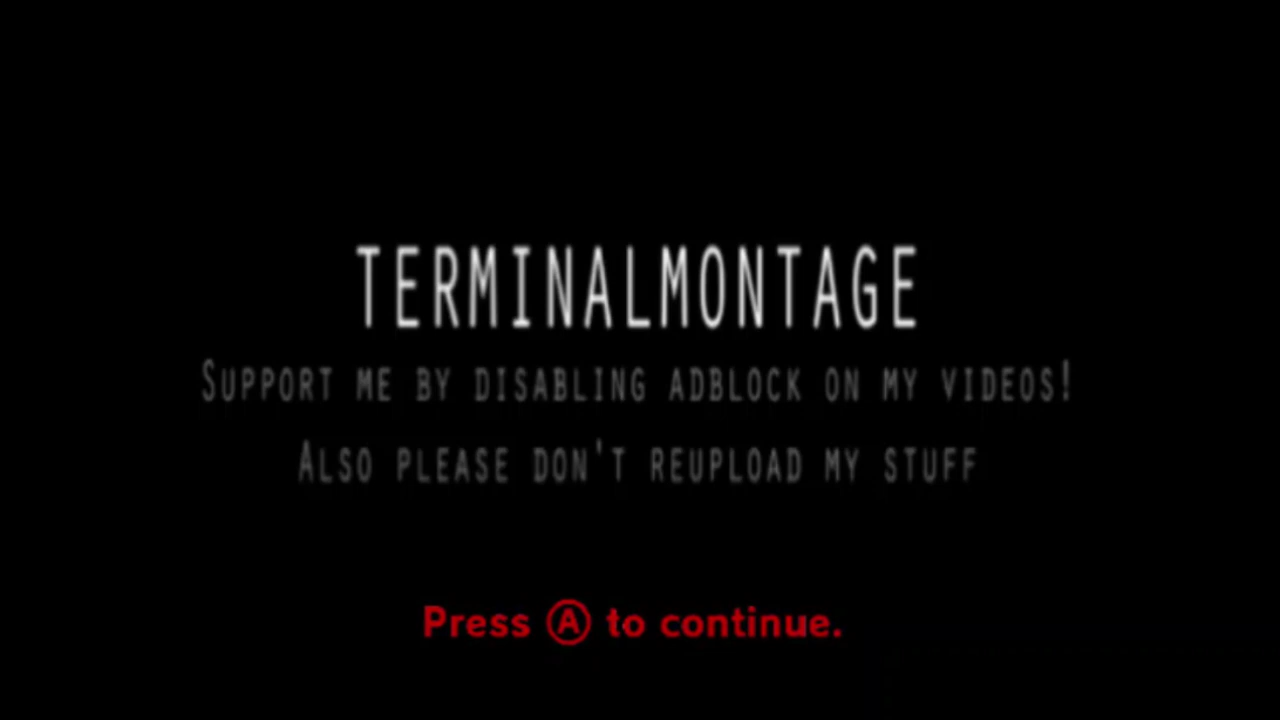 TERMINALMONTAGE
SUPPORT ME BY DISABLING ADBLOCK ON MY VIDEOS!
ALSO PLEASE DON'T REUPLOAD MY STUFF
Press Ⓐ to continue.